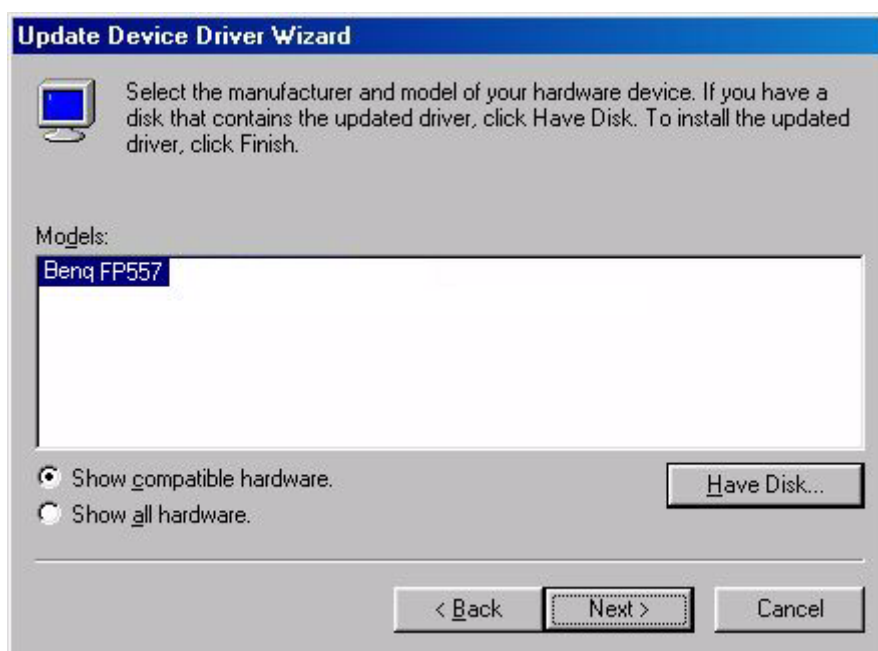 Update Device Driver Wizard
Select the manufacturer and model of your hardware device. If you have a
disk that contains the updated driver, click Have Disk. To install the updated
driver, click Finish.
Models:
Benq FP557
Show compatible hardware.
Have Disk...
Show all hardware.
< Back
Next >
Cancel